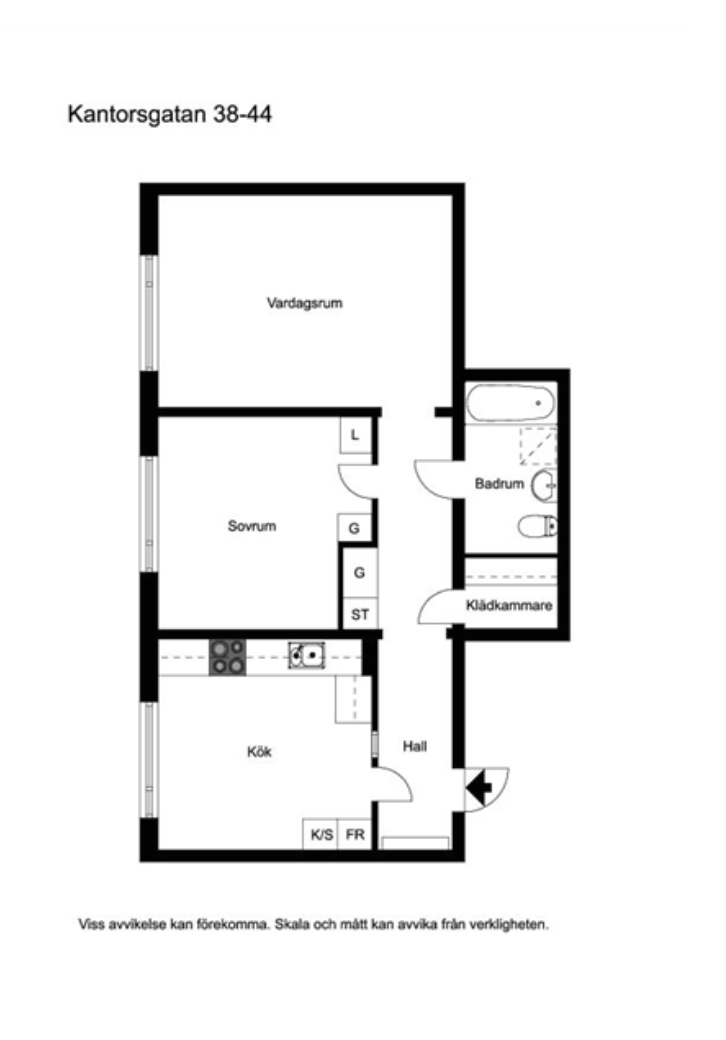 Kantorsgatan 38-44
Vardagsrum
L
Badrum
Sovrum
G
G
Klädkammare
ST
Kök
Hall
K/S
FR
Viss avvikelse kan förekomma. Skala och mått kan avvika från verkligheten.